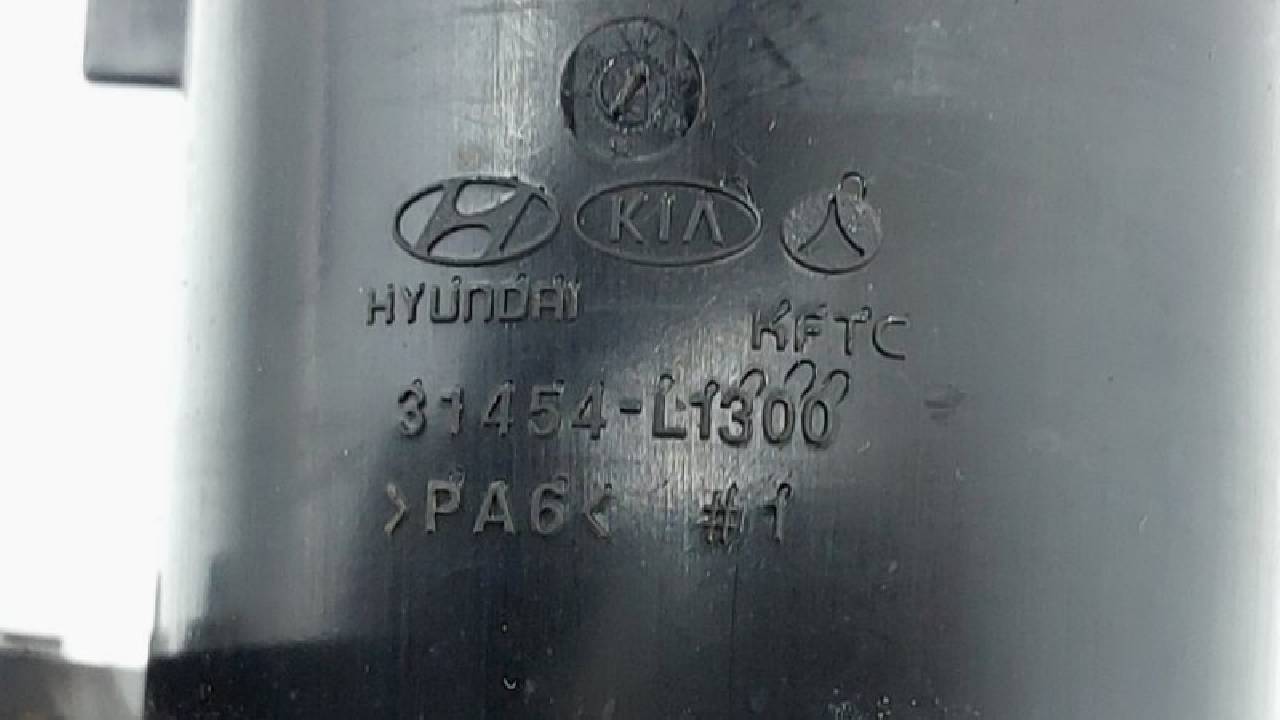 KIA
HYUNDAI
KFTC
31454-L1300
>PA6< #1